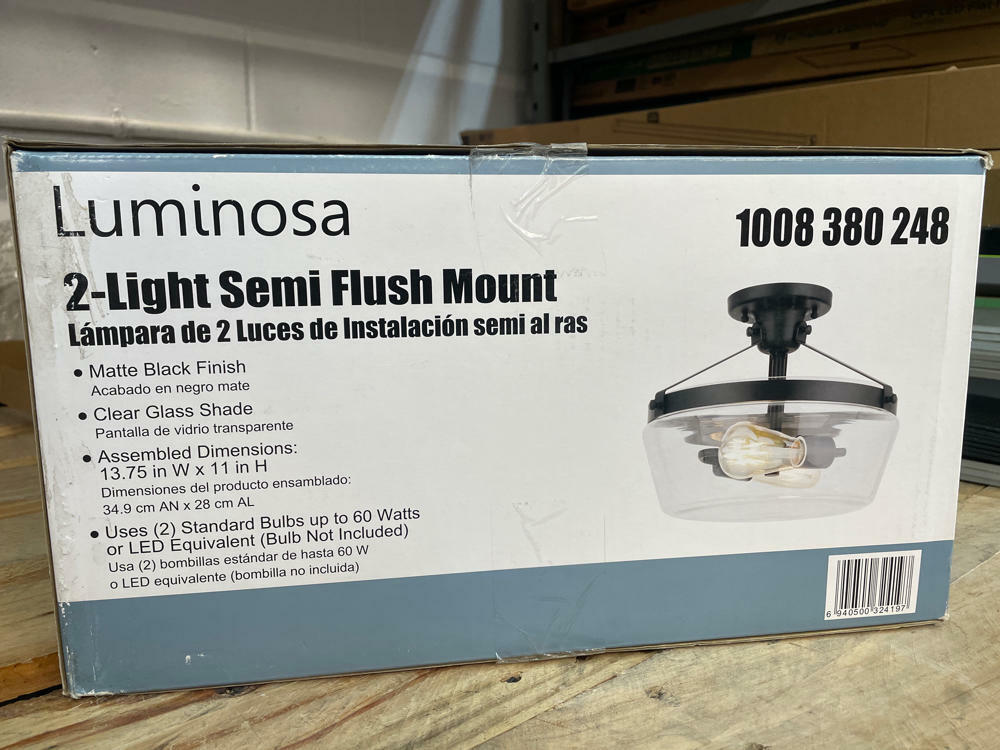 Luminosa
1008 380 248
2-Light Semi Flush Mount
Lámpara de 2 Luces de Instalación semi al ras
• Matte Black Finish
Acabado en negro mate
• Clear Glass Shade
Pantalla de vidrio transparente
• Assembled Dimensions:
13.75 in W x 11 in H
Dimensiones del producto ensamblado:
34.9 cm AN x 28 cm AL
• Uses (2) Standard Bulbs up to 60 Watts
or LED Equivalent (Bulb Not Included)
Usa (2) bombillas estándar de hasta 60 W
o LED equivalente (bombilla no incluida)
6 940500 324197